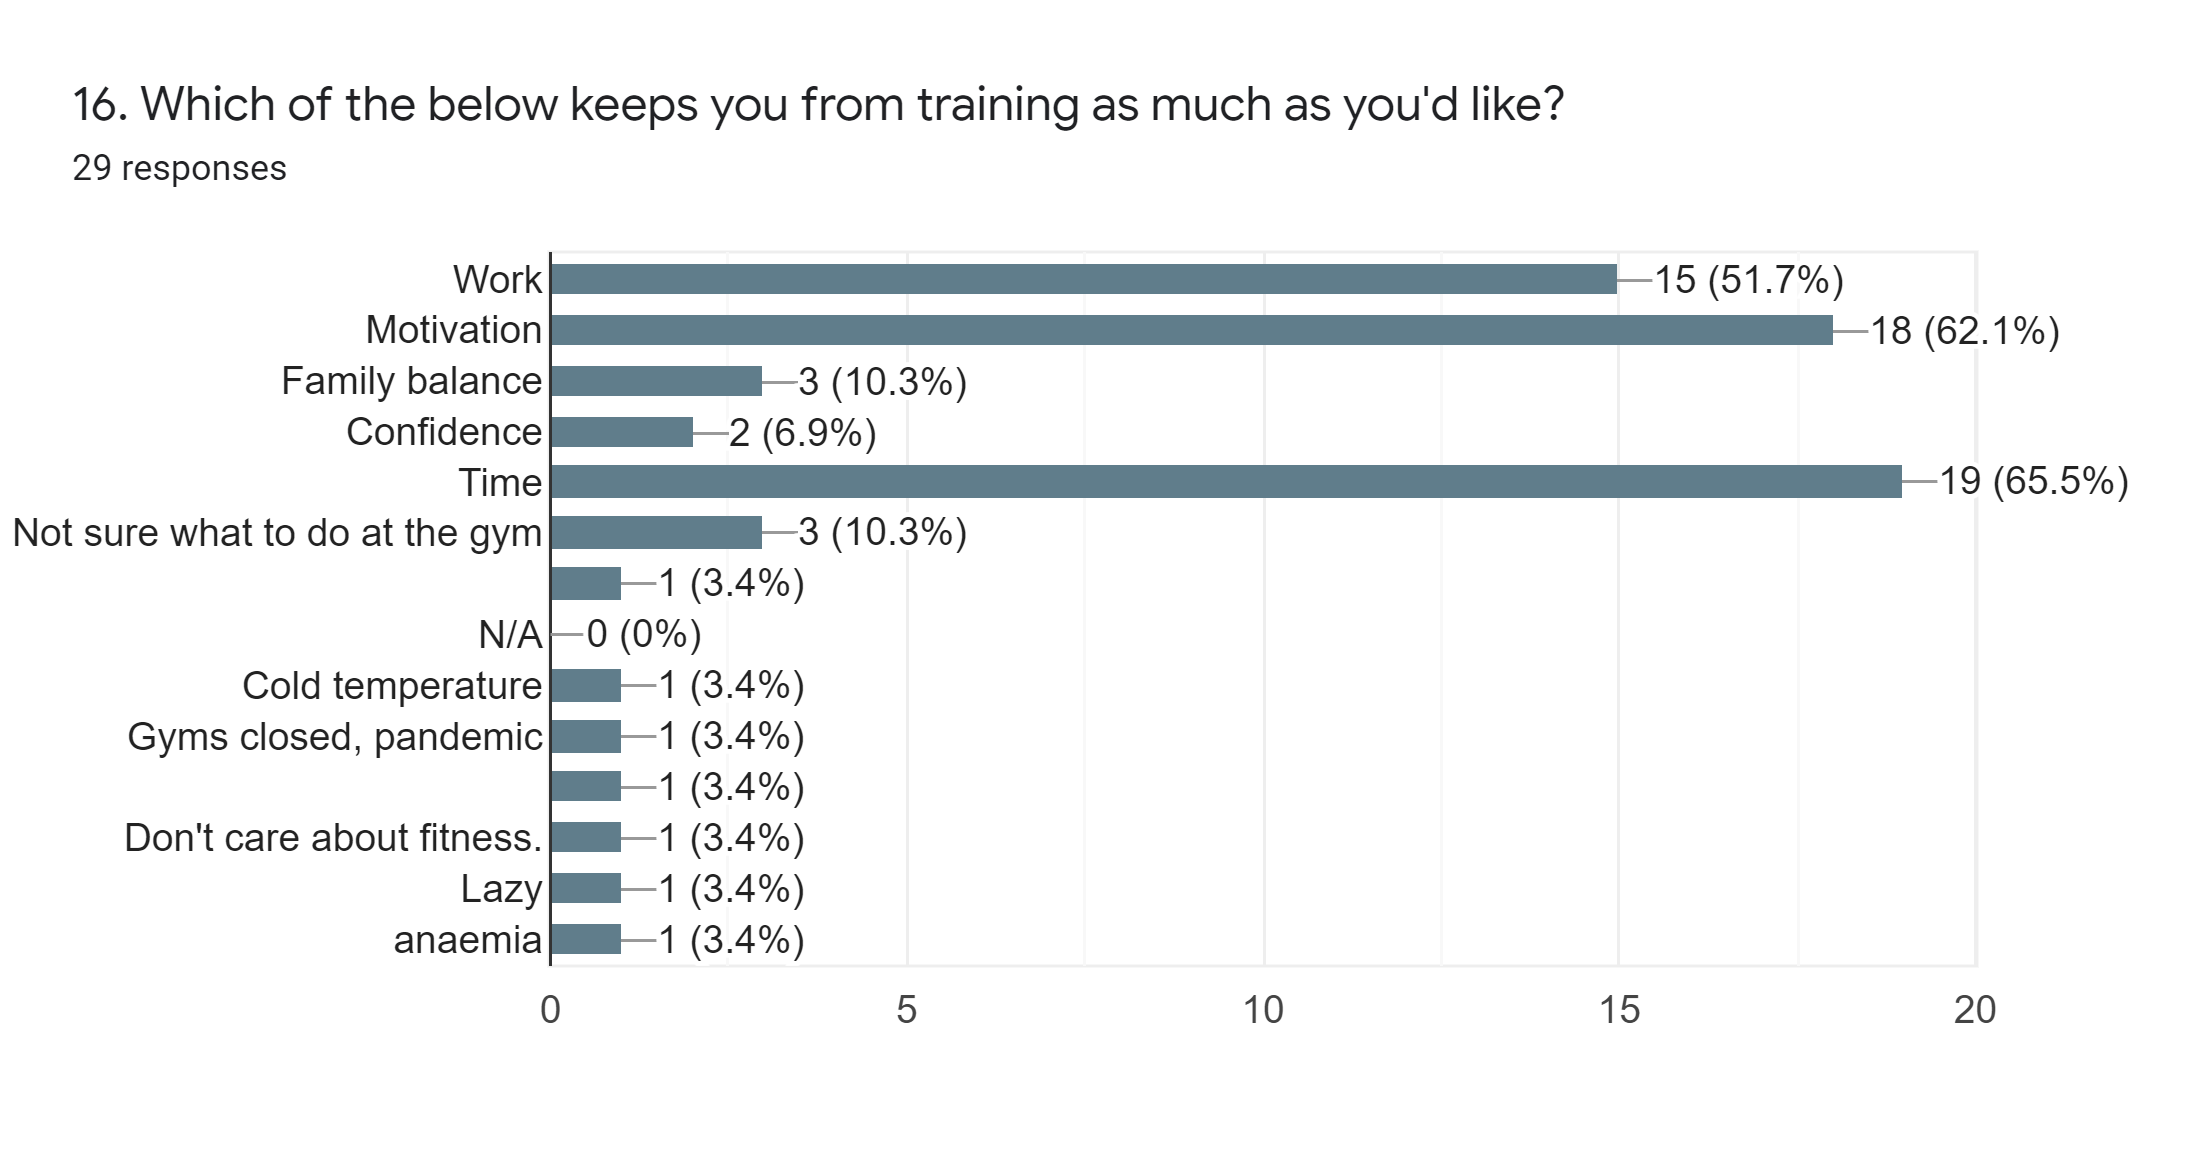 16. Which of the below keeps you from training as much as you'd like?
29 responses
Work 15 (51.7%)
Motivation 18 (62.1%)
Family balance 3 (10.3%)
Confidence 2 (6.9%)
Time 19 (65.5%)
Not sure what to do at the gym 3 (10.3%)
1 (3.4%)
N/A 0 (0%)
Cold temperature 1 (3.4%)
Gyms closed, pandemic 1 (3.4%)
1 (3.4%)
Don't care about fitness. 1 (3.4%)
Lazy 1 (3.4%)
anaemia 1 (3.4%)
0 5 10 15 20